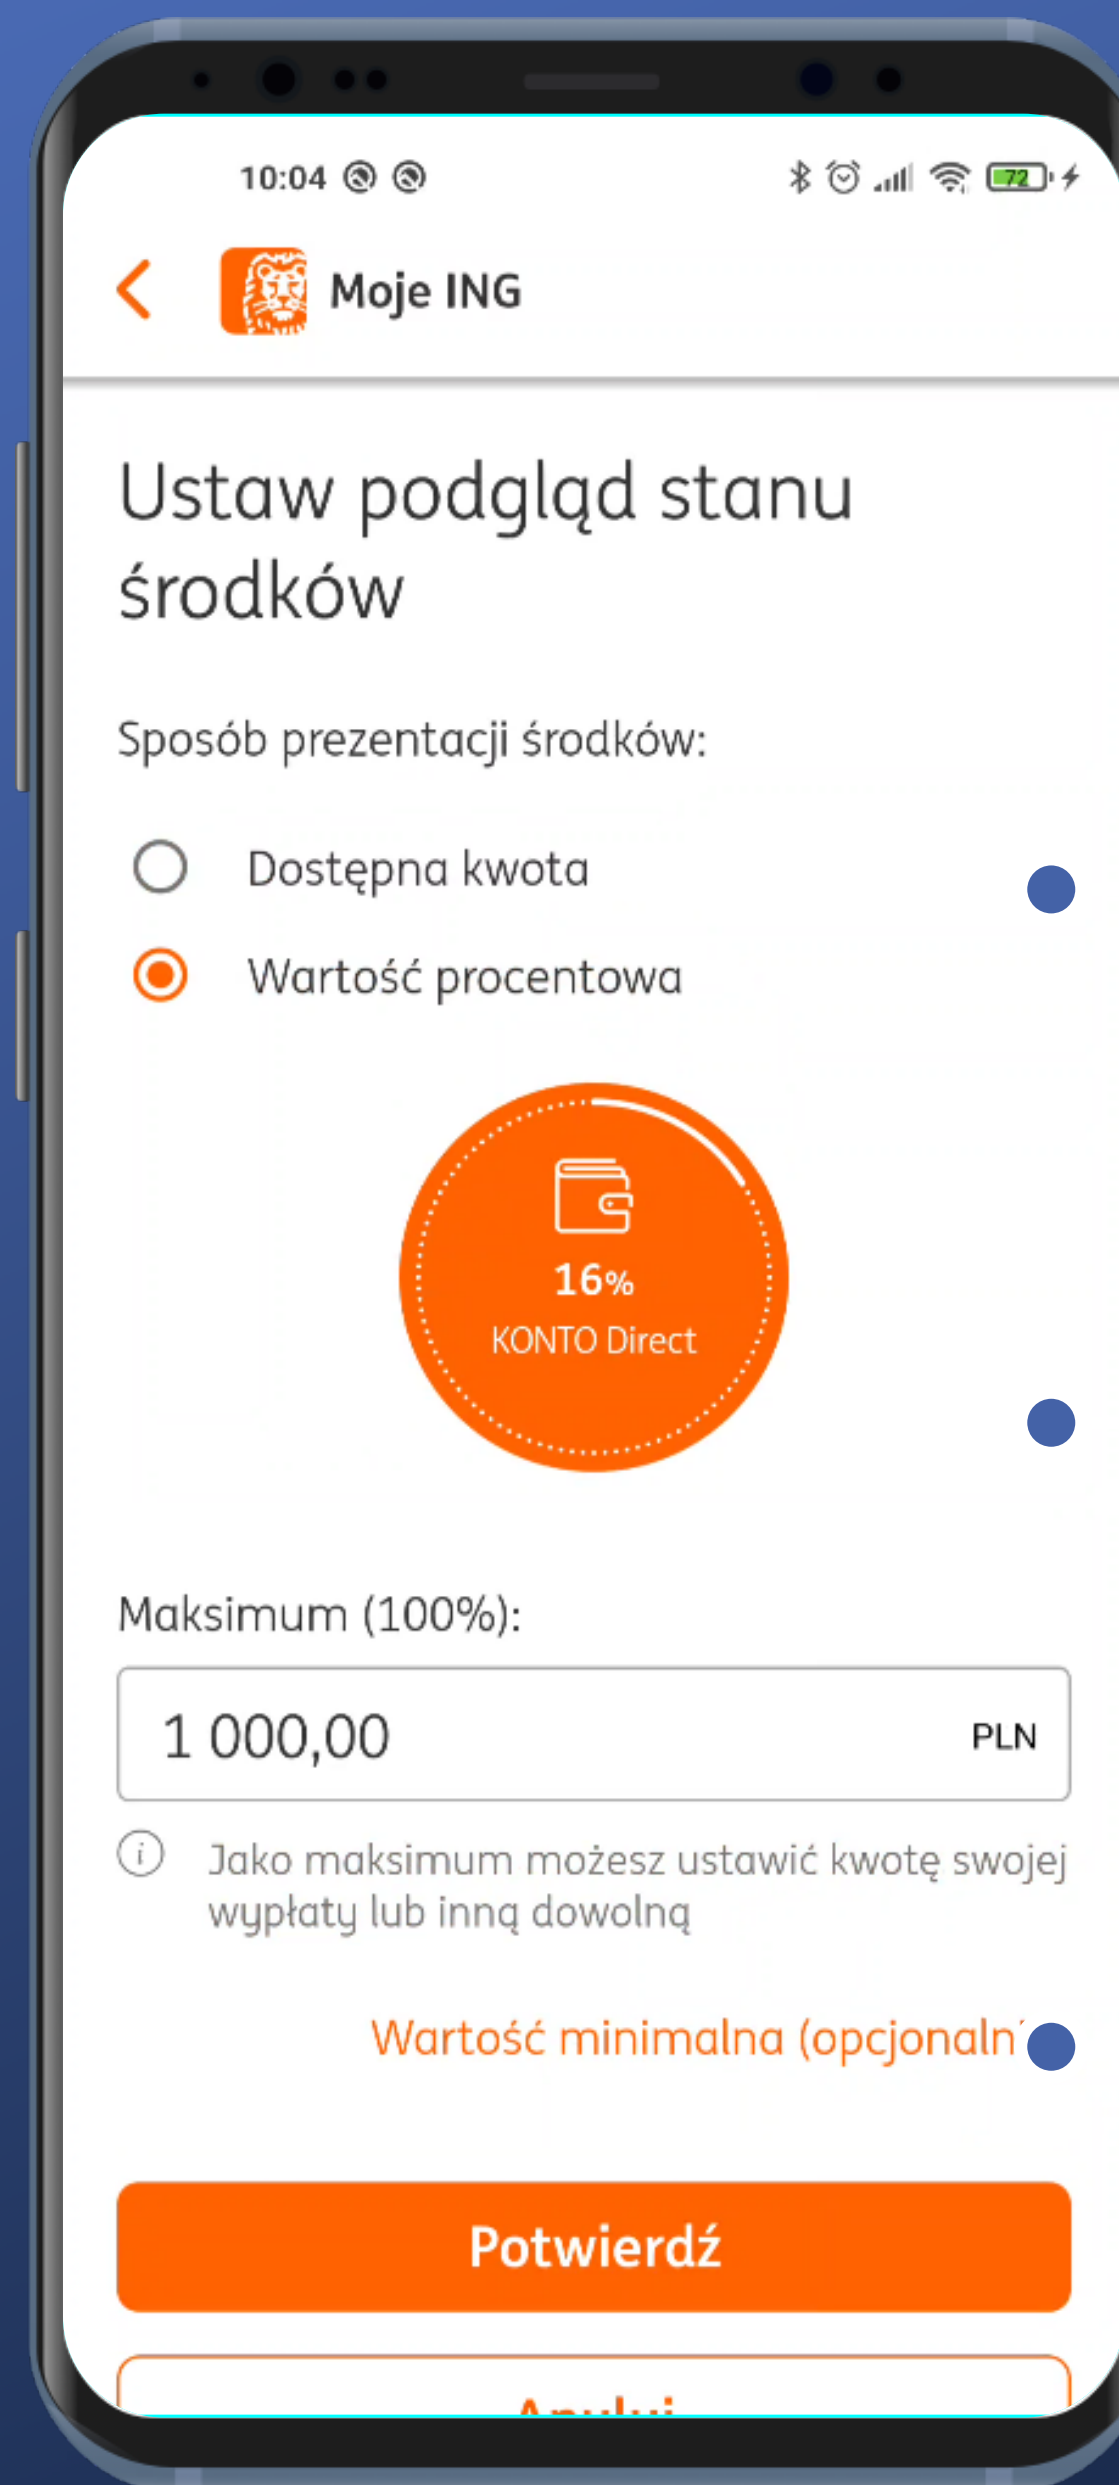 10:04
72
Moje ING
Ustaw podgląd stanu
środków
Sposób prezentacji środków:
Dostępna kwota
Wartość procentowa
16%
KONTO Direct
Maksimum (100%):
1 000,00 PLN
Jako maksimum możesz ustawić kwotę swojej
wypłaty lub inną dowolną
Wartość minimalna (opcjonaln
Potwierdź
Anuluj